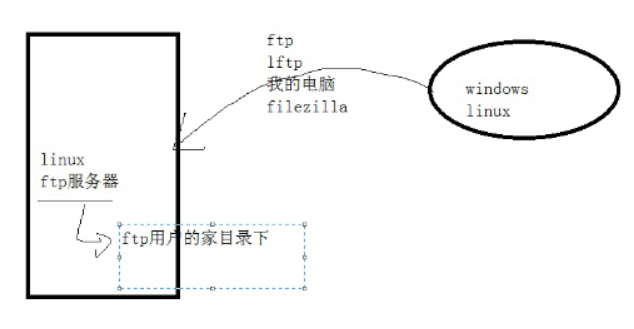 ftp
lftp
我的电脑
filezilla
windows
linux
linux
ftp服务器
ftp用户的家目录下